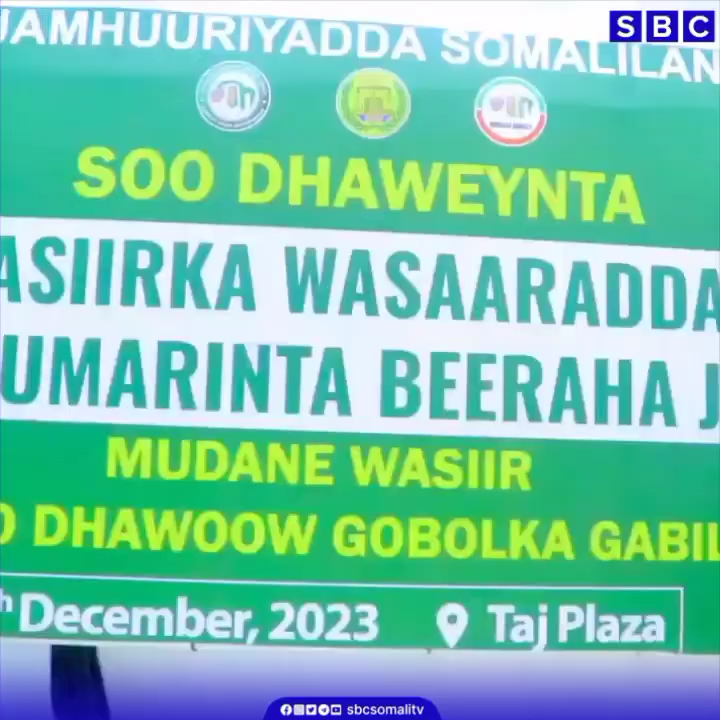 SBC
JAMHUURIYADDA SOMALILAN
SOO DHAWEYNTA
ASIIRKA WASAARADDA
UMARINTA BEERAHA J
MUDANE WASIIR
O DHAWOOW GOBOLKA GABIL
th December, 2023 Taj Plaza
sbcsomalitv